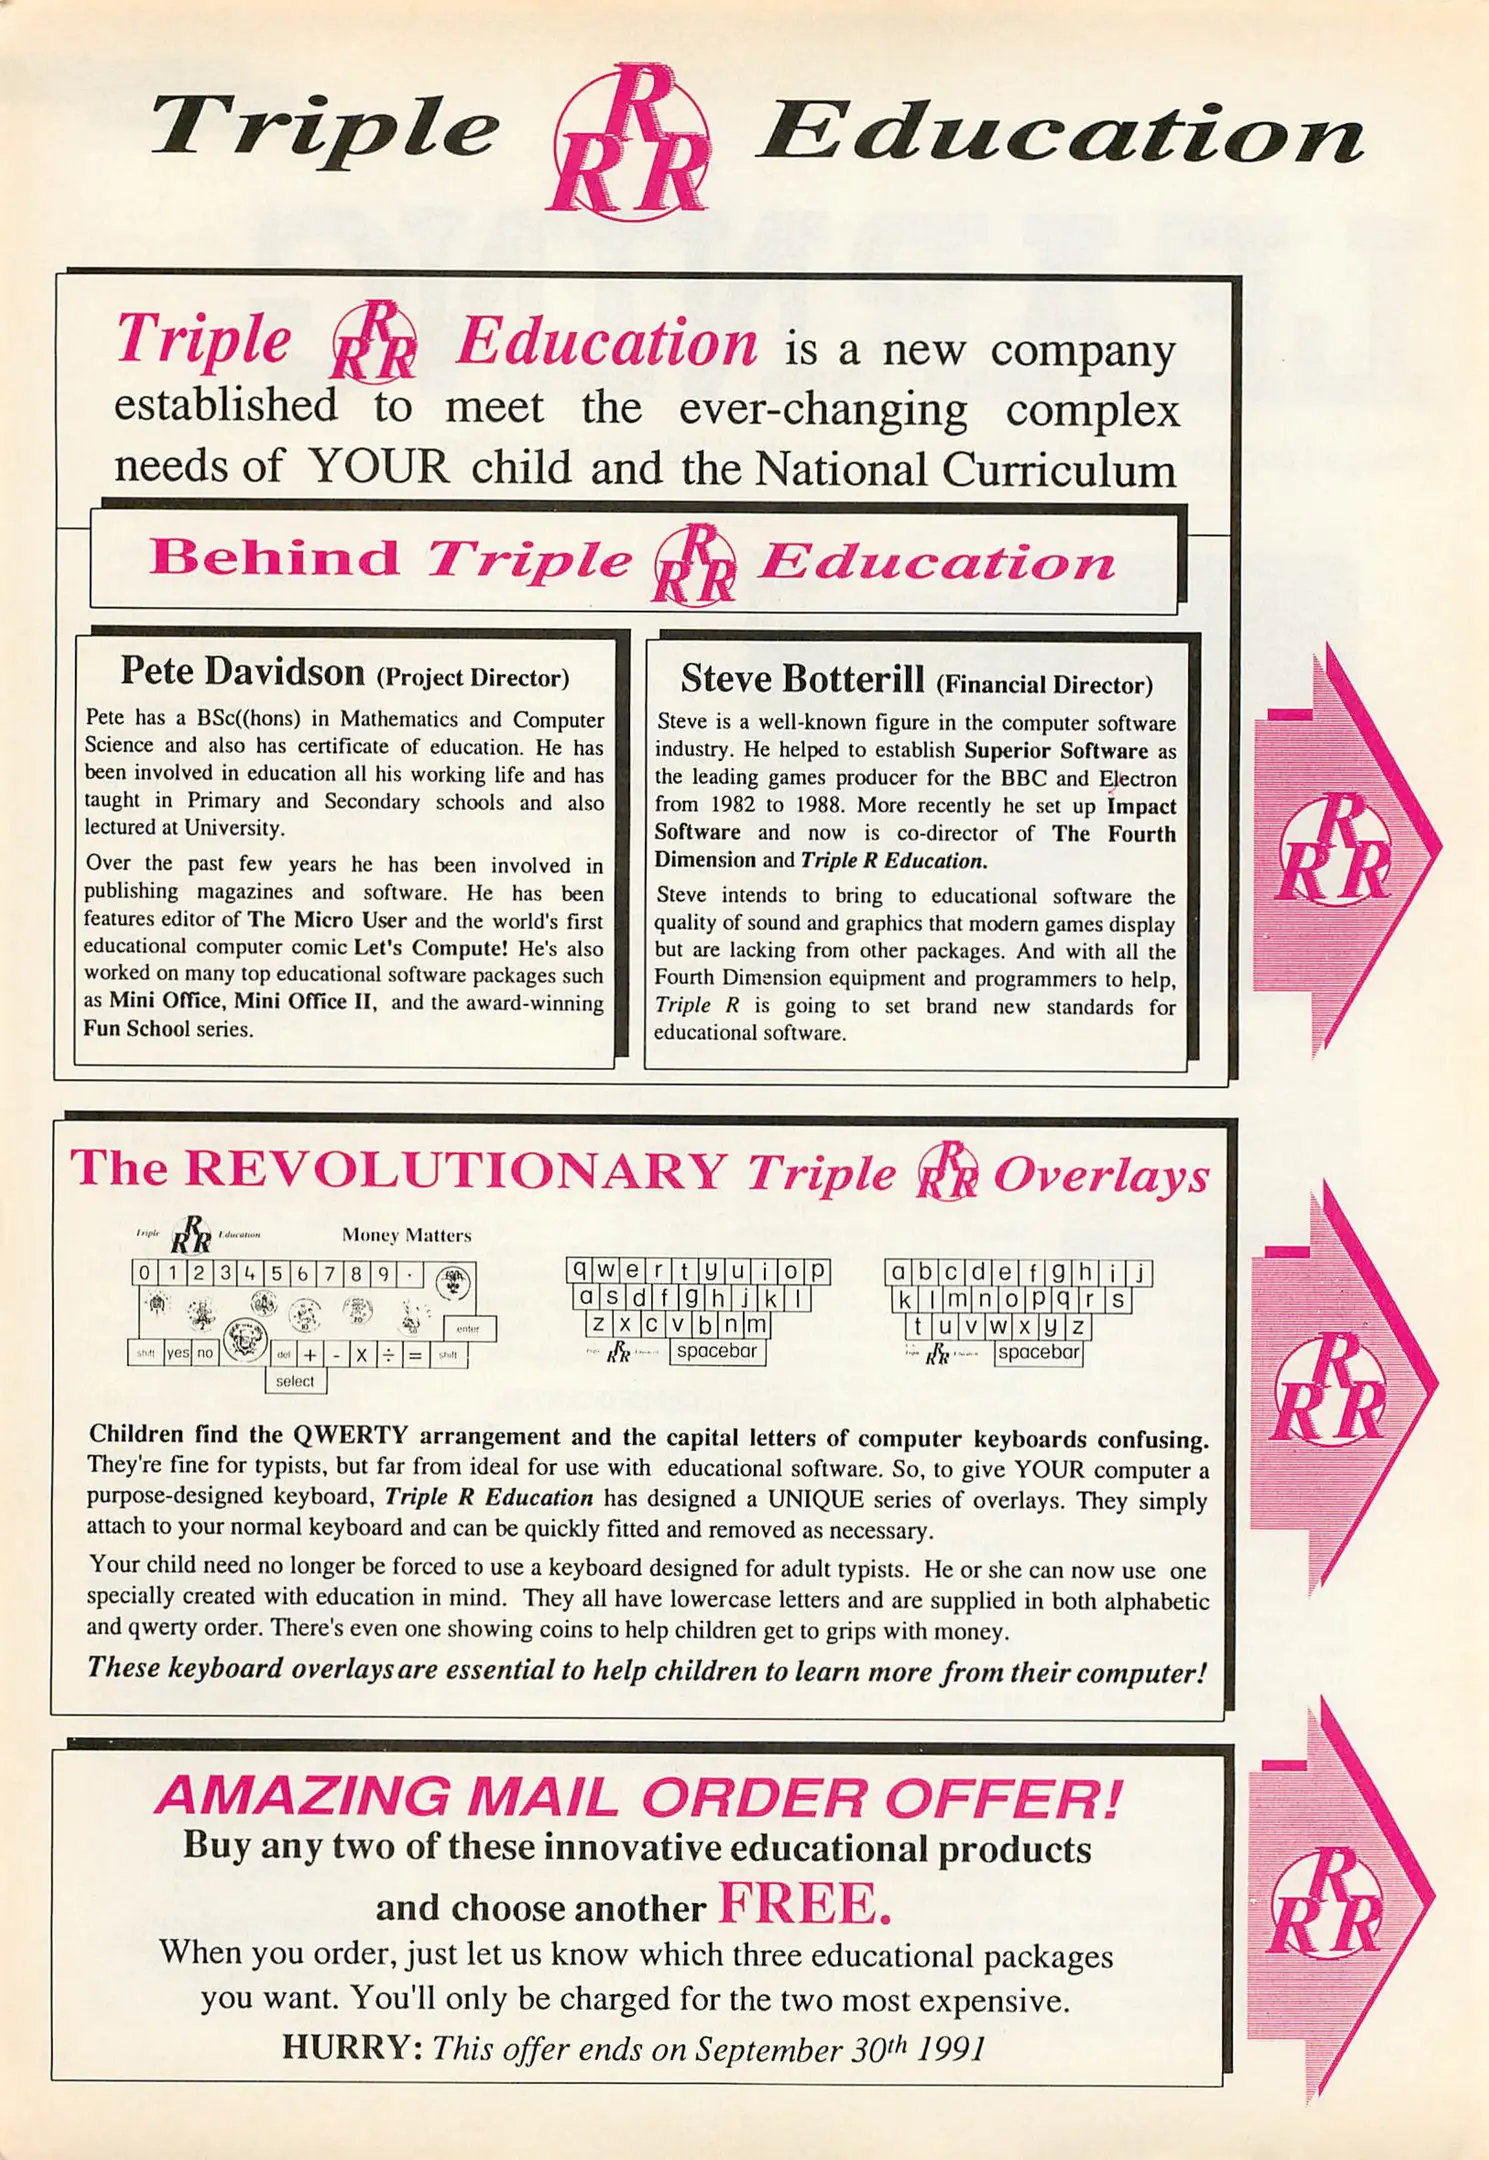 Triple RRR Education
Triple RRR Education is a new company
established to meet the ever-changing complex
needs of YOUR child and the National Curriculum
Behind Triple RRR Education
Pete Davidson (Project Director)
Pete has a BSc((hons) in Mathematics and Computer
Science and also has certificate of education. He has
been involved in education all his working life and has
taught in Primary and Secondary schools and also
lectured at University.
Over the past few years he has been involved in
publishing magazines and software. He has been
features editor of The Micro User and the world's first
educational computer comic Let's Compute! He's also
worked on many top educational software packages such
as Mini Office, Mini Office II, and the award-winning
Fun School series.
Steve Botterill (Financial Director)
Steve is a well-known figure in the computer software
industry. He helped to establish Superior Software as
the leading games producer for the BBC and Electron
from 1982 to 1988. More recently he set up Impact
Software and now is co-director of The Fourth
Dimension and Triple R Education.
Steve intends to bring to educational software the
quality of sound and graphics that modern games display
but are lacking from other packages. And with all the
Fourth Dimension equipment and programmers to help,
Triple R is going to set brand new standards for
educational software.
RRR
The REVOLUTIONARY Triple RRR Overlays
Triple RRR Education Money Matters
0 1 2 3 4 5 6 7 8 9 .
enter
shift yes no del + - x ÷ = shift
select
q w e r t y u i o p
a s d f g h j k l
z x c v b n m
RRR spacebar
a b c d e f g h i j
k l m n o p q r s
t u v w x y z
RRR spacebar
Children find the QWERTY arrangement and the capital letters of computer keyboards confusing.
They're fine for typists, but far from ideal for use with educational software. So, to give YOUR computer a
purpose-designed keyboard, Triple R Education has designed a UNIQUE series of overlays. They simply
attach to your normal keyboard and can be quickly fitted and removed as necessary.
Your child need no longer be forced to use a keyboard designed for adult typists. He or she can now use one
specially created with education in mind. They all have lowercase letters and are supplied in both alphabetic
and qwerty order. There's even one showing coins to help children get to grips with money.
These keyboard overlays are essential to help children to learn more from their computer!
RRR
AMAZING MAIL ORDER OFFER!
Buy any two of these innovative educational products
and choose another FREE.
When you order, just let us know which three educational packages
you want. You'll only be charged for the two most expensive.
HURRY: This offer ends on September 30th 1991
RRR